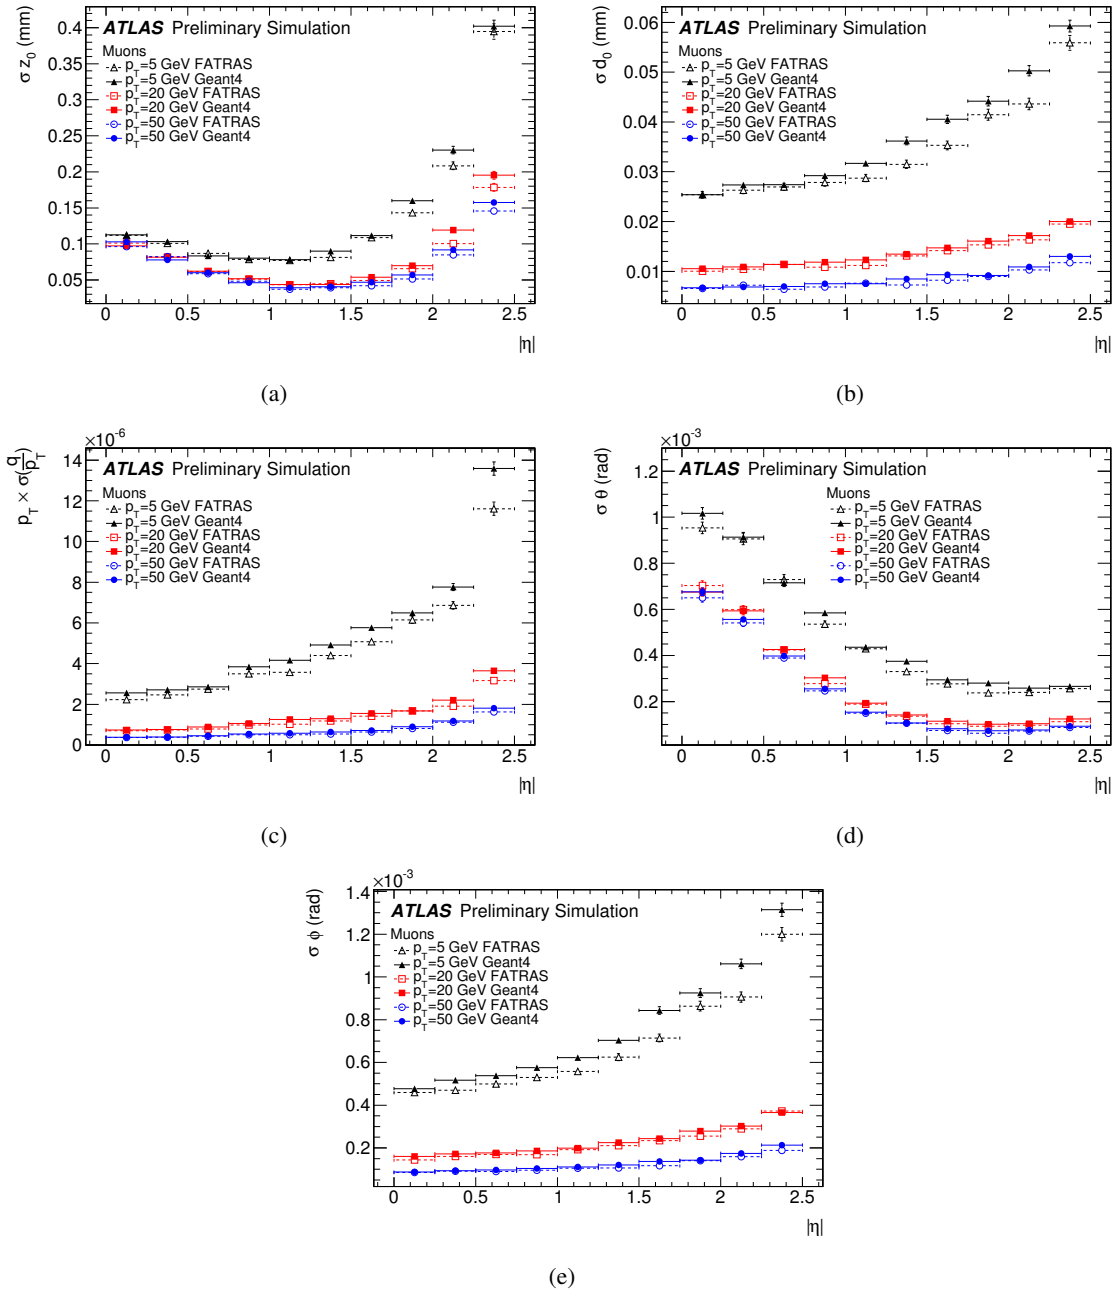 σ z₀ (mm)
ATLAS Preliminary Simulation
Muons
p_T=5 GeV FATRAS
p_T=5 GeV Geant4
p_T=20 GeV FATRAS
p_T=20 GeV Geant4
p_T=50 GeV FATRAS
p_T=50 GeV Geant4
0.4
0.35
0.3
0.25
0.2
0.15
0.1
0.05
0 0.5 1 1.5 2 2.5
|η|
(a)
σ d₀ (mm)
ATLAS Preliminary Simulation
Muons
p_T=5 GeV FATRAS
p_T=5 GeV Geant4
p_T=20 GeV FATRAS
p_T=20 GeV Geant4
p_T=50 GeV FATRAS
p_T=50 GeV Geant4
0.06
0.05
0.04
0.03
0.02
0.01
0 0.5 1 1.5 2 2.5
|η|
(b)
×10⁻⁶
p_T × σ(q/p_T)
ATLAS Preliminary Simulation
Muons
p_T=5 GeV FATRAS
p_T=5 GeV Geant4
p_T=20 GeV FATRAS
p_T=20 GeV Geant4
p_T=50 GeV FATRAS
p_T=50 GeV Geant4
14
12
10
8
6
4
2
0
0 0.5 1 1.5 2 2.5
|η|
(c)
×10⁻³
σ θ (rad)
ATLAS Preliminary Simulation
Muons
p_T=5 GeV FATRAS
p_T=5 GeV Geant4
p_T=20 GeV FATRAS
p_T=20 GeV Geant4
p_T=50 GeV FATRAS
p_T=50 GeV Geant4
1.2
1
0.8
0.6
0.4
0.2
0 0.5 1 1.5 2 2.5
|η|
(d)
×10⁻³
σ ϕ (rad)
ATLAS Preliminary Simulation
Muons
p_T=5 GeV FATRAS
p_T=5 GeV Geant4
p_T=20 GeV FATRAS
p_T=20 GeV Geant4
p_T=50 GeV FATRAS
p_T=50 GeV Geant4
1.4
1.2
1
0.8
0.6
0.4
0.2
0 0.5 1 1.5 2 2.5
|η|
(e)